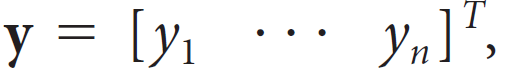 y = [y₁ ⋯ yₙ]ᵀ,